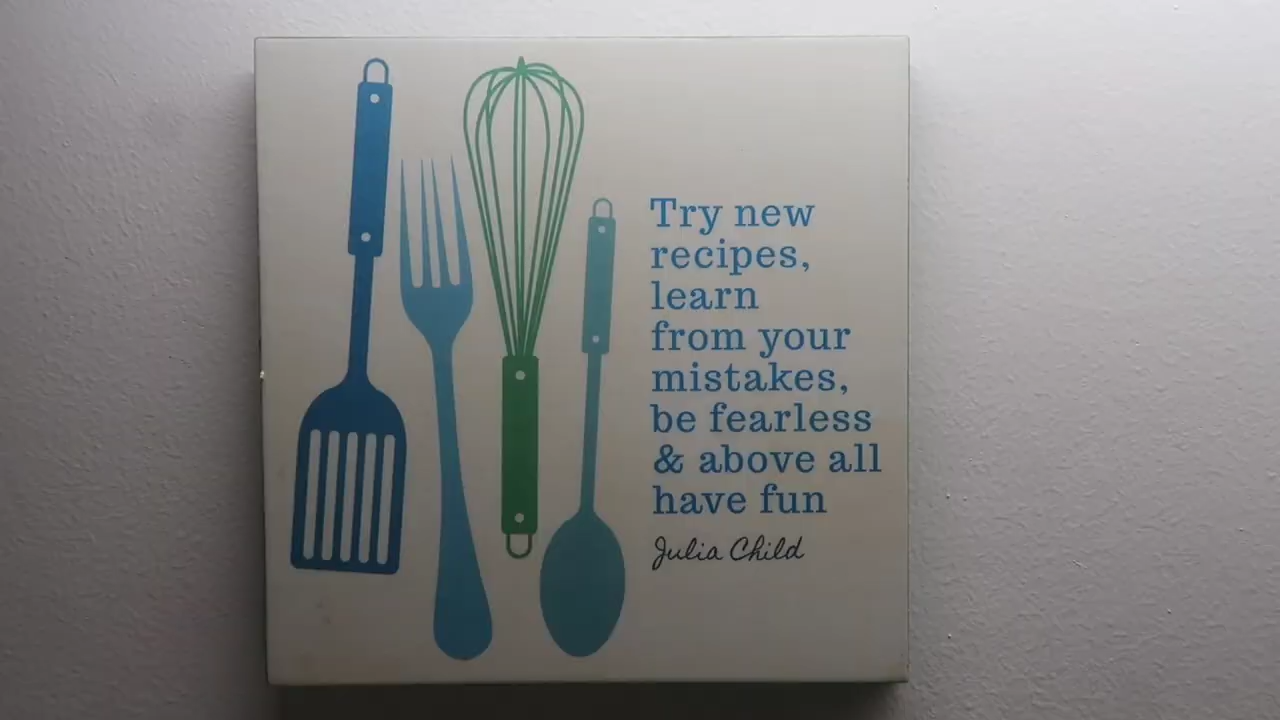 Try new
recipes,
learn
from your
mistakes,
be fearless
& above all
have fun
Julia Child